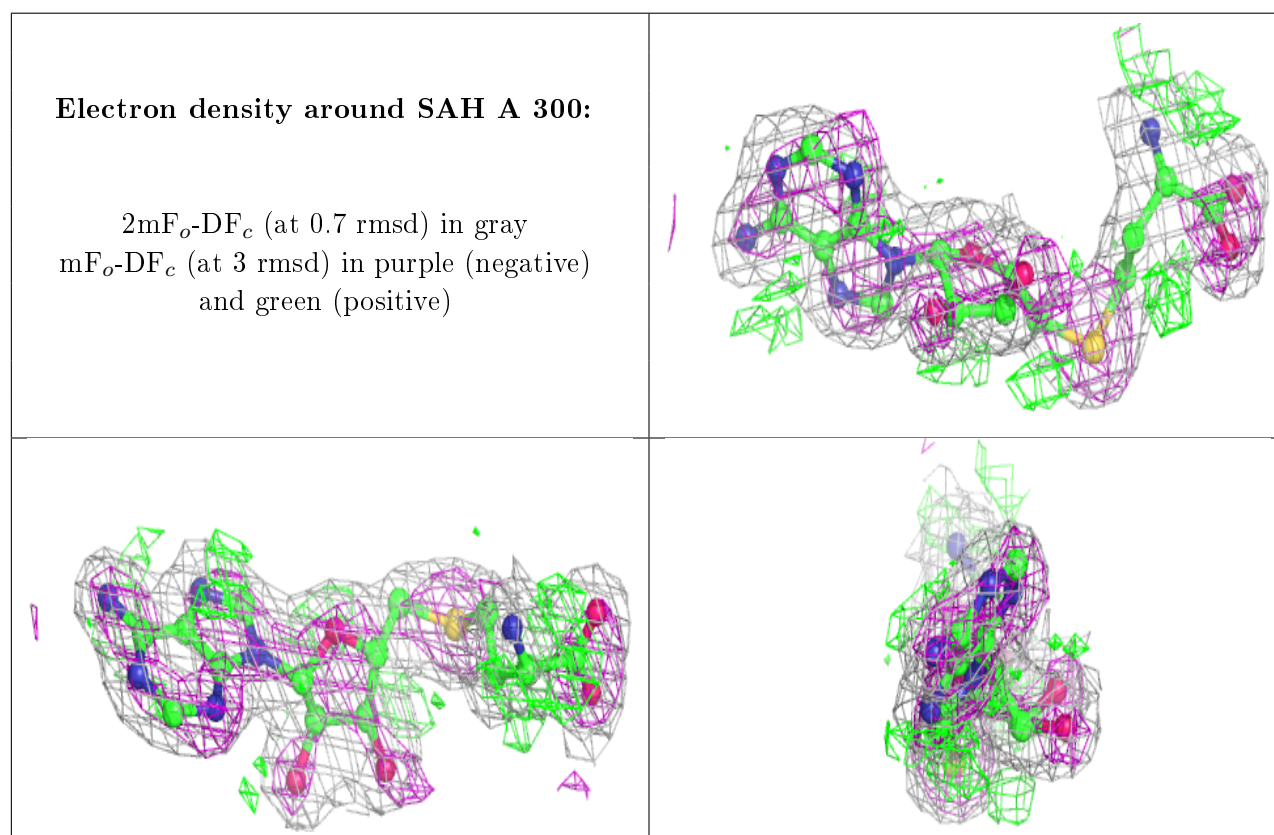 Electron density around SAH A 300:
2mFₒ-DF𝒸 (at 0.7 rmsd) in gray
mFₒ-DF𝒸 (at 3 rmsd) in purple (negative)
and green (positive)